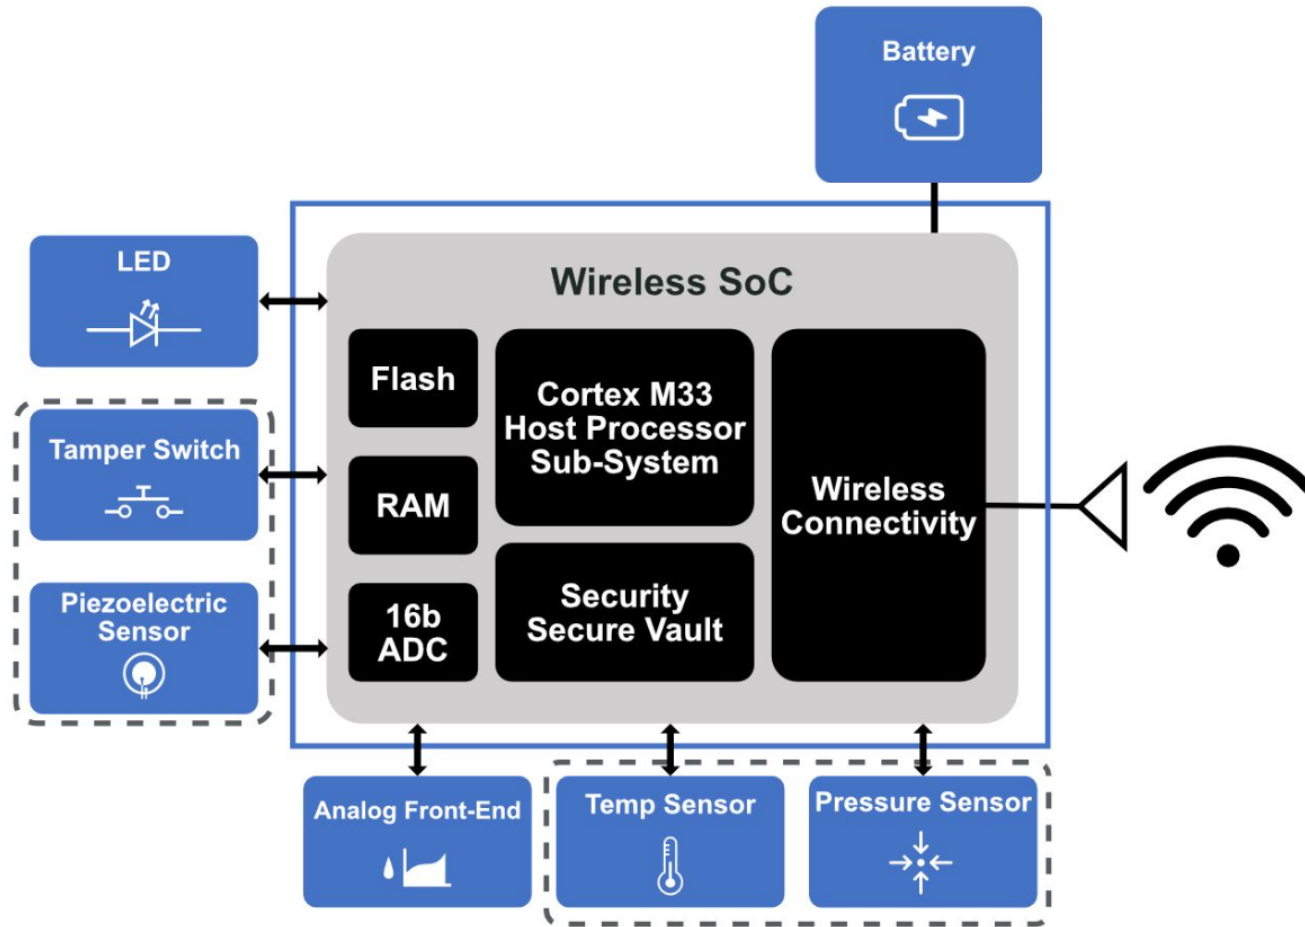 Battery
LED
Wireless SoC
Flash
Cortex M33
Host Processor
Sub-System
Tamper Switch
RAM
Wireless
Connectivity
Piezoelectric
Sensor
16b
ADC
Security
Secure Vault
Analog Front-End
Temp Sensor
Pressure Sensor